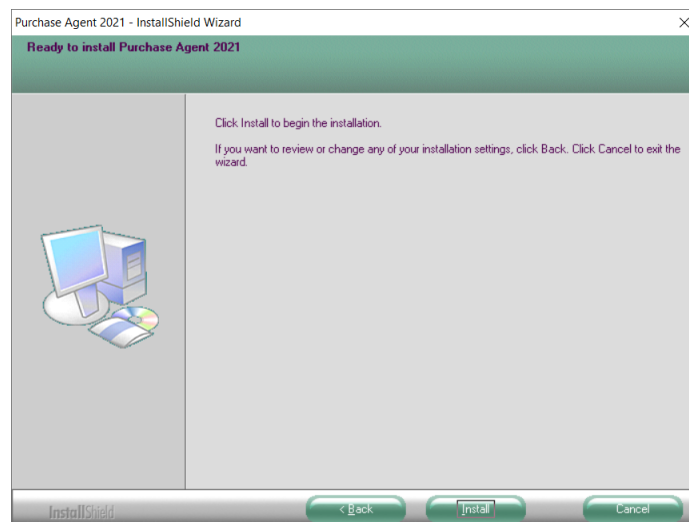 Purchase Agent 2021 - InstallShield Wizard
Ready to install Purchase Agent 2021
Click Install to begin the installation.
If you want to review or change any of your installation settings, click Back. Click Cancel to exit the
wizard.
InstallShield
< Back
Install
Cancel